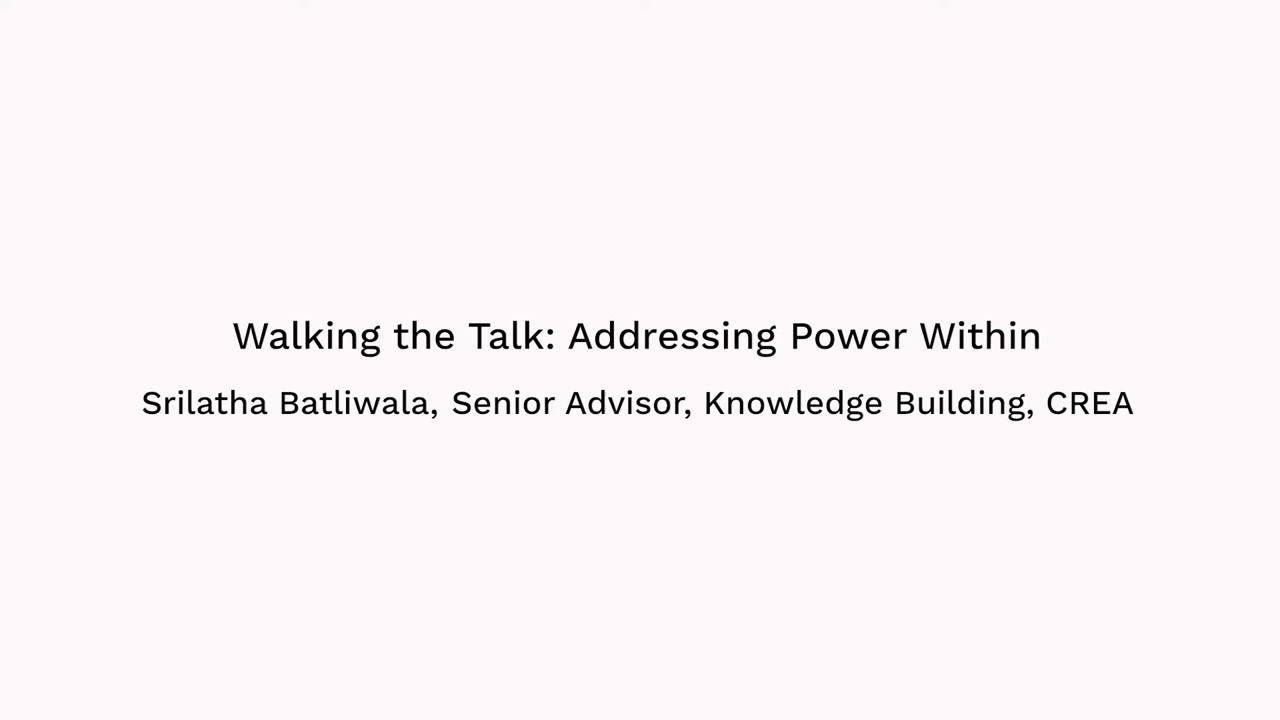 Walking the Talk: Addressing Power Within
Srilatha Batliwala, Senior Advisor, Knowledge Building, CREA